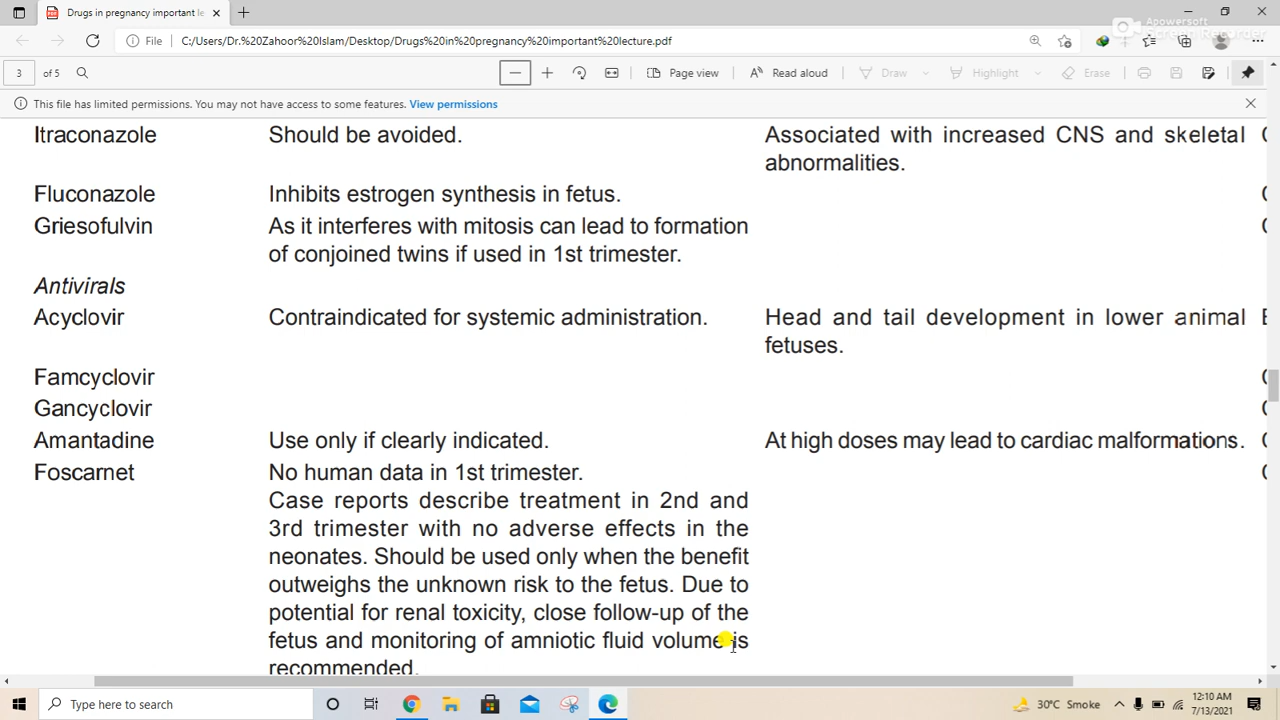 Drugs in pregnancy important le
Apowersoft
Screen Recorder
File C:/Users/Dr.%20Zahoor%20Islam/Desktop/Drugs%20in%20pregnancy%20important%20lecture.pdf
3 of 5 Page view Read aloud Draw Highlight Erase
This file has limited permissions. You may not have access to some features. View permissions
Itraconazole Should be avoided. Associated with increased CNS and skeletal
abnormalities.
Fluconazole Inhibits estrogen synthesis in fetus.
Griesofulvin As it interferes with mitosis can lead to formation
of conjoined twins if used in 1st trimester.
Antivirals
Acyclovir Contraindicated for systemic administration. Head and tail development in lower animal
fetuses.
Famcyclovir
Gancyclovir
Amantadine Use only if clearly indicated. At high doses may lead to cardiac malformations.
Foscarnet No human data in 1st trimester.
Case reports describe treatment in 2nd and
3rd trimester with no adverse effects in the
neonates. Should be used only when the benefit
outweighs the unknown risk to the fetus. Due to
potential for renal toxicity, close follow-up of the
fetus and monitoring of amniotic fluid volume is
recommended.
Type here to search 30°C Smoke 12:10 AM
7/13/2021